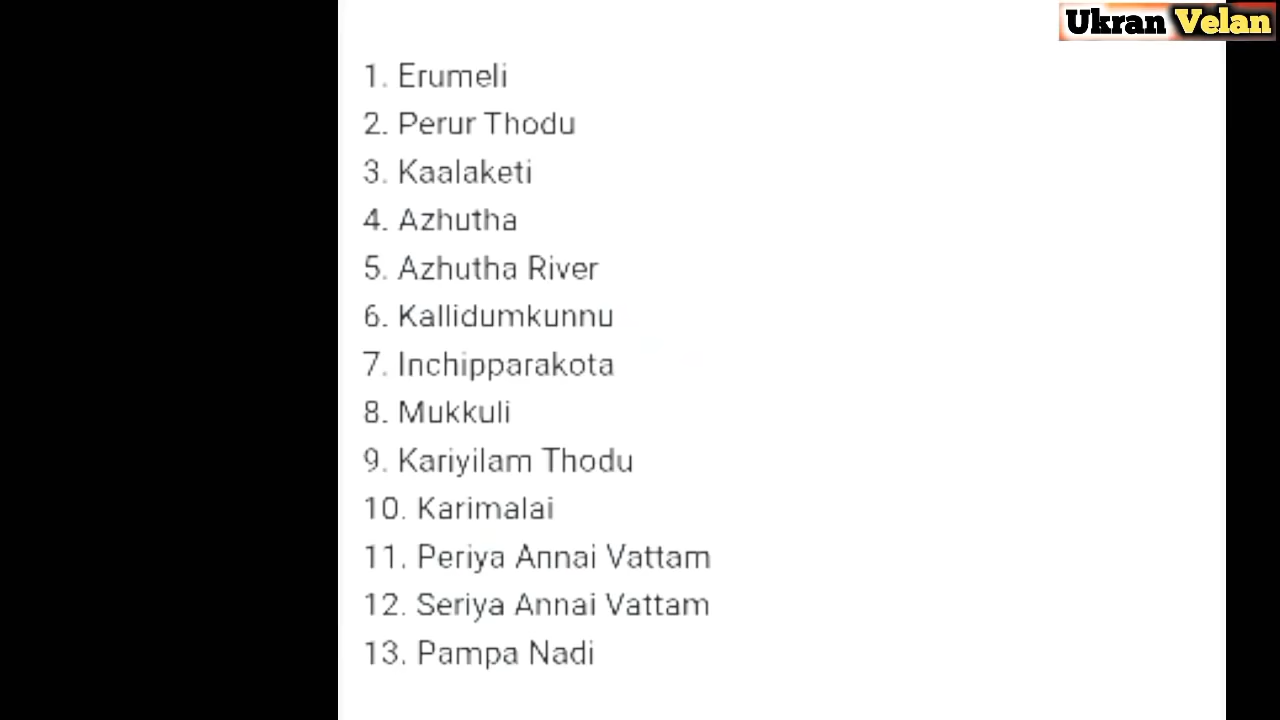 Ukran Velan
1. Erumeli
2. Perur Thodu
3. Kaalaketi
4. Azhutha
5. Azhutha River
6. Kallidumkunnu
7. Inchipparakota
8. Mukkuli
9. Kariyilam Thodu
10. Karimalai
11. Periya Annai Vattam
12. Seriya Annai Vattam
13. Pampa Nadi